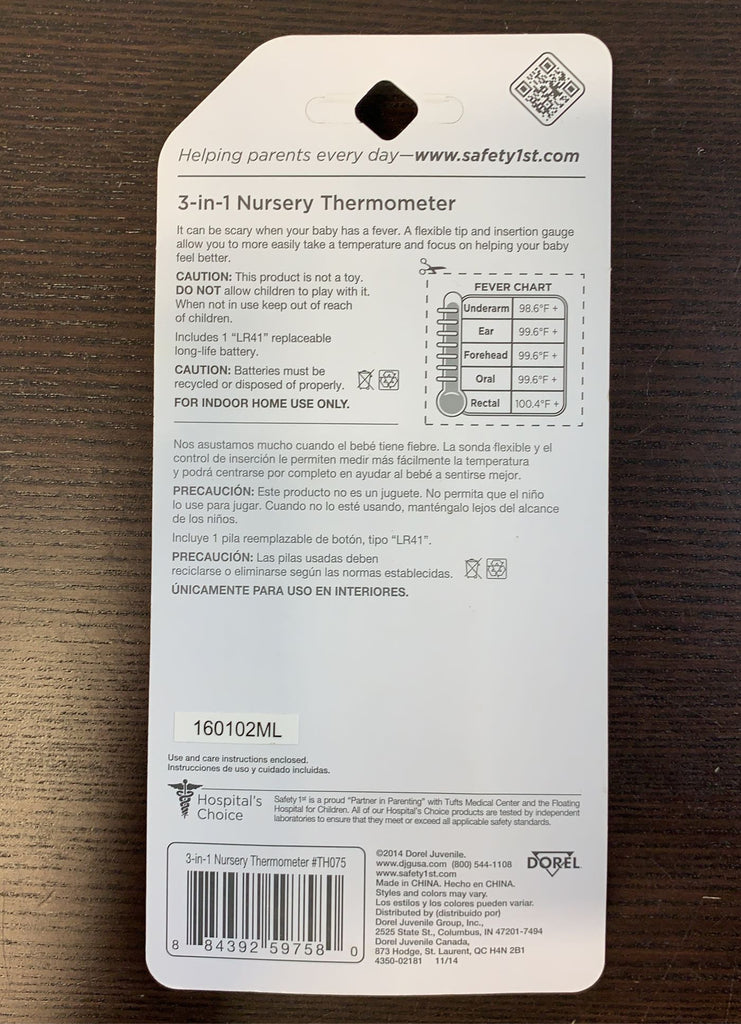 Helping parents every day—www.safety1st.com
3-in-1 Nursery Thermometer
It can be scary when your baby has a fever. A flexible tip and insertion gauge
allow you to more easily take a temperature and focus on helping your baby
feel better.
CAUTION: This product is not a toy.
DO NOT allow children to play with it.
When not in use keep out of reach
of children.
Includes 1 “LR41” replaceable
long-life battery.
CAUTION: Batteries must be
recycled or disposed of properly.
FOR INDOOR HOME USE ONLY.
FEVER CHART
Underarm 98.6°F +
Ear 99.6°F +
Forehead 99.6°F +
Oral 99.6°F +
Rectal 100.4°F +
Nos asustamos mucho cuando el bebé tiene fiebre. La sonda flexible y el
control de inserción le permiten medir más fácilmente la temperatura
y podrá centrarse por completo en ayudar al bebé a sentirse mejor.
PRECAUCIÓN: Este producto no es un juguete. No permita que el niño
lo use para jugar. Cuando no lo esté usando, manténgalo lejos del alcance
de los niños.
Incluye 1 pila reemplazable de botón, tipo “LR41”.
PRECAUCIÓN: Las pilas usadas deben
reciclarse o eliminarse según las normas establecidas.
ÚNICAMENTE PARA USO EN INTERIORES.
160102ML
Use and care instructions enclosed.
Instrucciones de uso y cuidado incluidas.
Hospital's
Choice
Safety 1st is a proud “Partner in Parenting” with Tufts Medical Center and the Floating
Hospital for Children. All of our Hospital's Choice products are tested by independent
laboratories to ensure that they meet or exceed all applicable safety standards.
3-in-1 Nursery Thermometer #TH075
8 84392 59758 0
©2014 Dorel Juvenile.
www.djgusa.com (800) 544-1108
www.safety1st.com
Made in CHINA. Hecho en CHINA.
Styles and colors may vary.
Los estilos y los colores pueden variar.
Distributed by (distribuido por)
Dorel Juvenile Group, Inc.,
2525 State St., Columbus, IN 47201-7494
Dorel Juvenile Canada,
873 Hodge, St. Laurent, QC H4N 2B1
4350-02181 11/14
DOREL